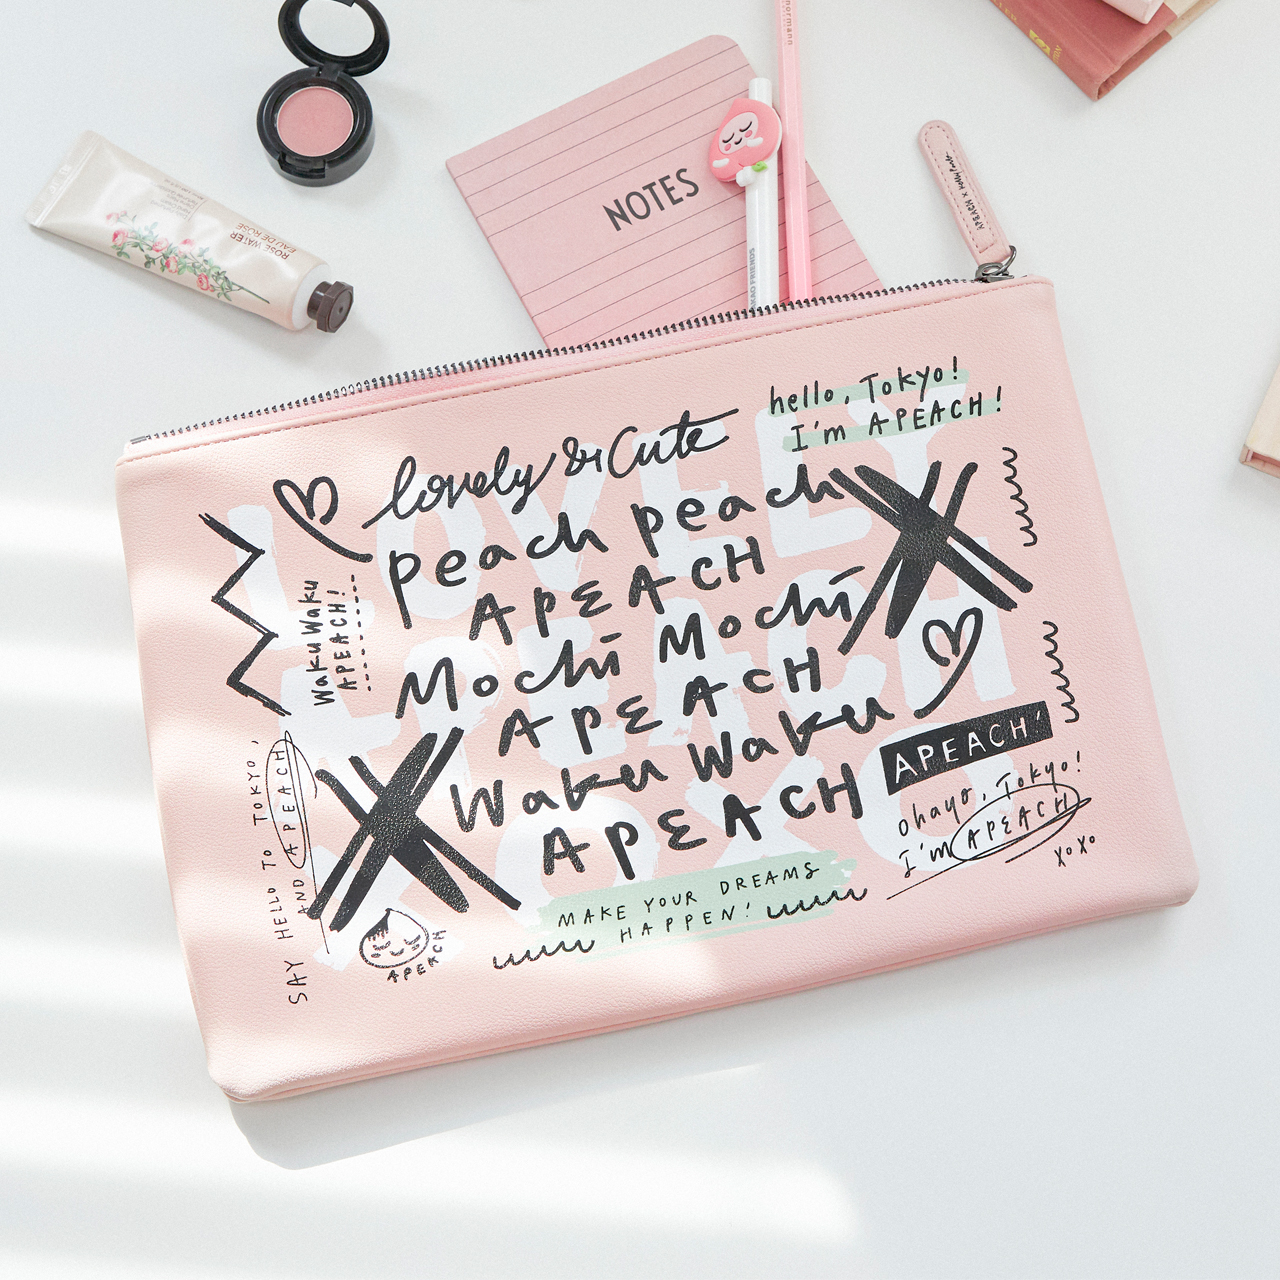 normann
NOTES
ROSE WATER
EAU DE ROSE
KAKAO FRIENDS
APEACH x
hello, Tokyo!
I'm APEACH!
lovely & Cute
peach peach
APEACH
Mochi Mochi
APEACH
Waku Waku
APEACH
LOVELY
PEACH
XOXO
Waku Waku
APEACH!
SAY HELLO TO TOKYO,
AND APEACH
APEACH!
Ohayo, Tokyo!
I'm APEACH
XOXO
MAKE YOUR DREAMS
HAPPEN!
APEACH